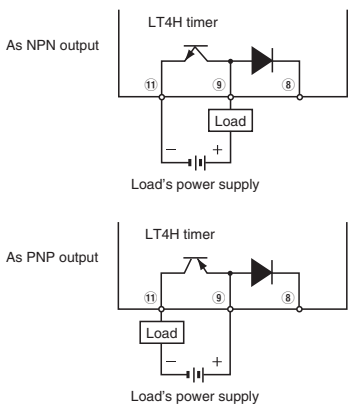 LT4H timer
As NPN output
⑪ ⑨ ⑧
Load
− +
Load's power supply
LT4H timer
As PNP output
⑪ ⑨ ⑧
Load
− +
Load's power supply